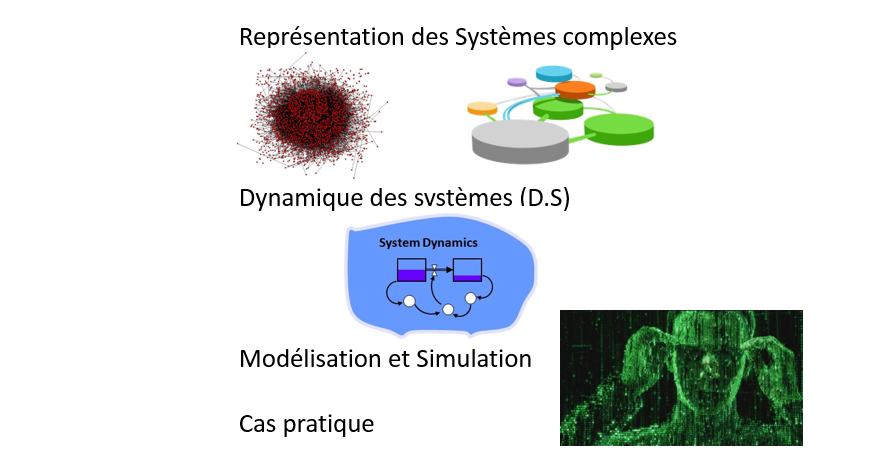 Représentation des Systèmes complexes
Dynamique des systèmes (D.S)
System Dynamics
Modélisation et Simulation
Cas pratique